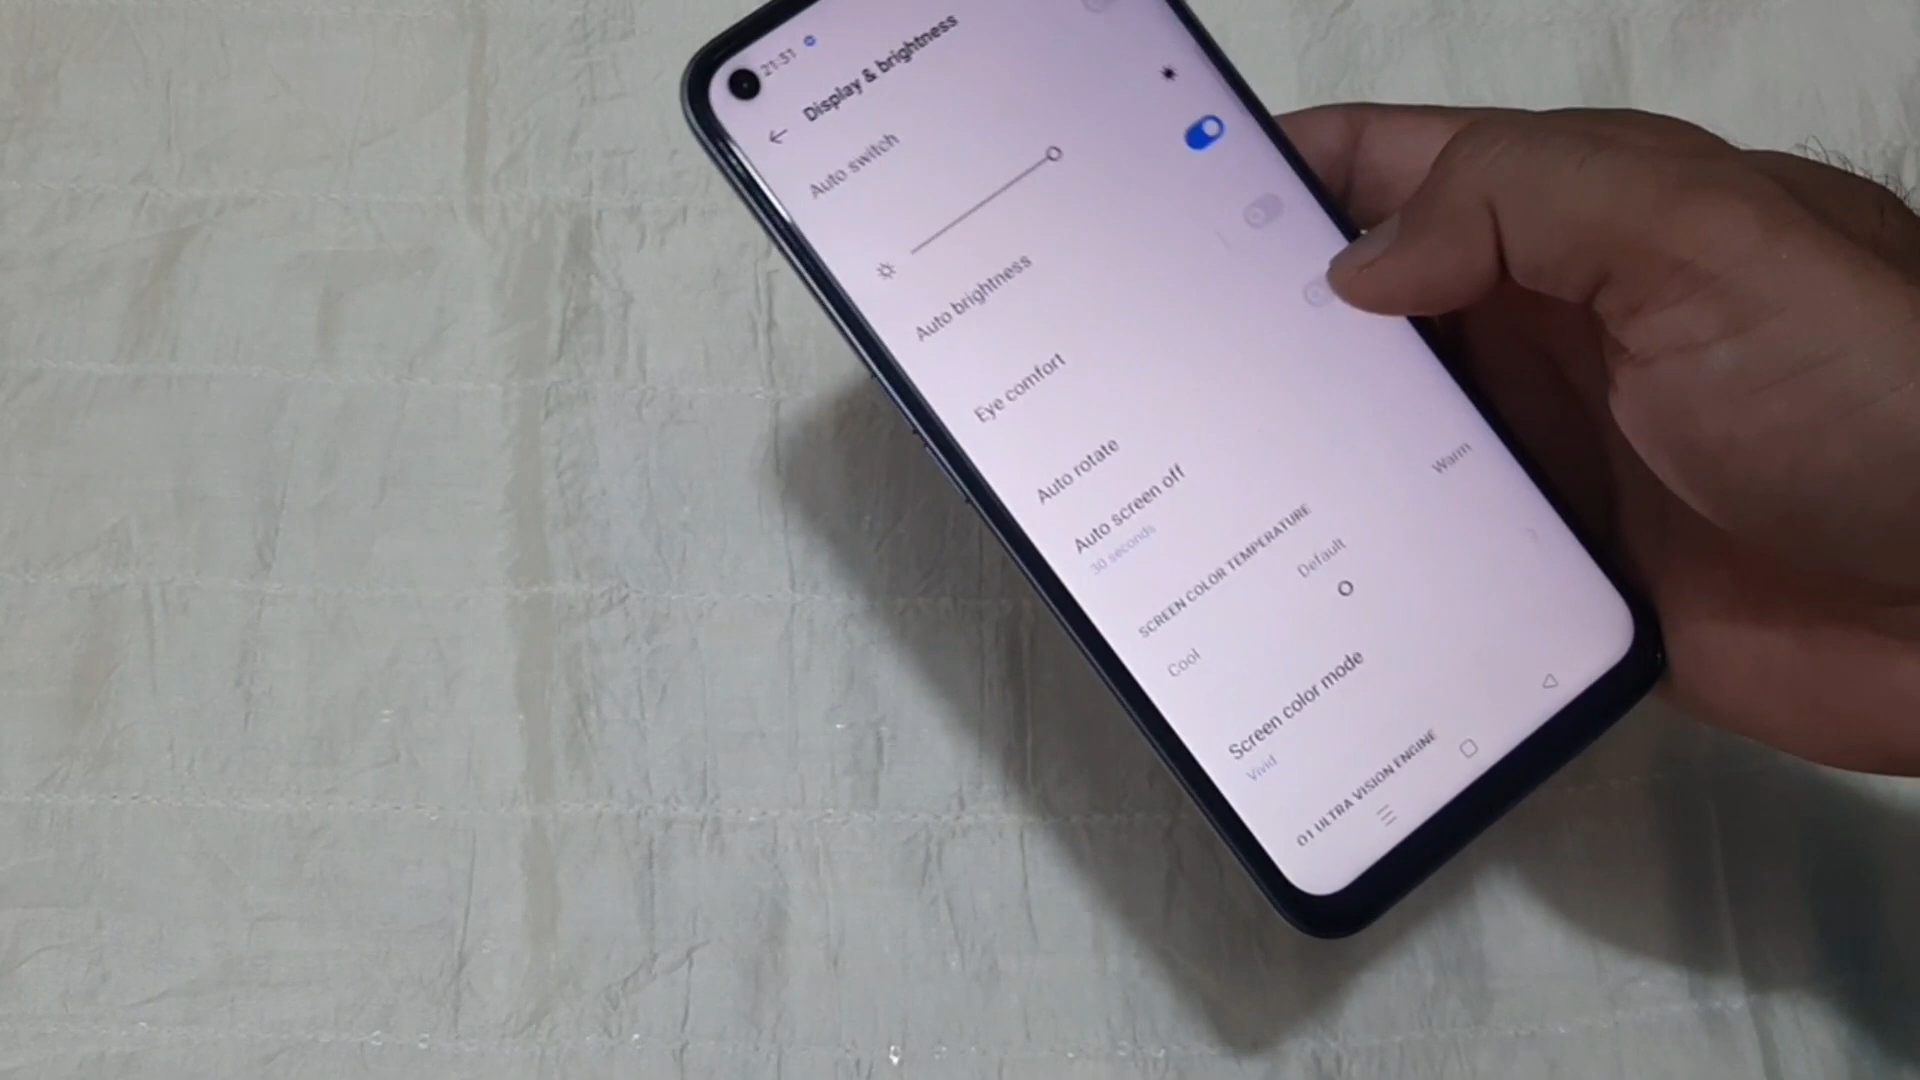 21:31
Display & brightness
Auto switch
Auto brightness
Eye comfort
Auto rotate
Auto screen off
30 seconds
SCREEN COLOR TEMPERATURE
Cool Default Warm
Screen color mode
Vivid
O1 ULTRA VISION ENGINE